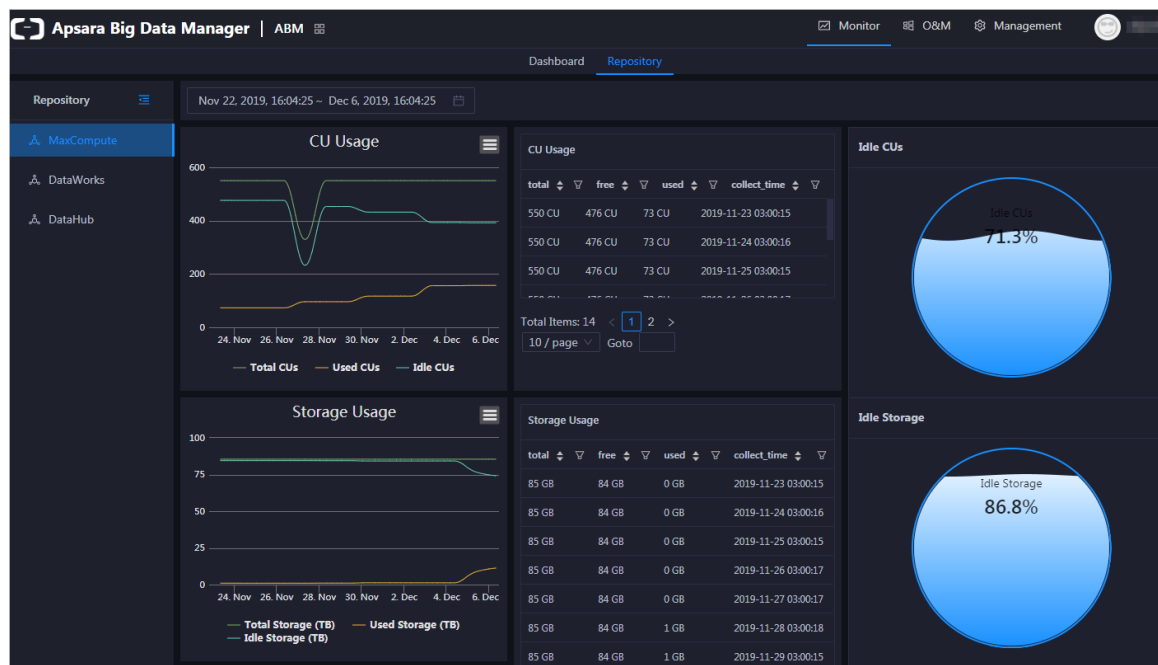 Apsara Big Data Manager | ABM
Monitor O&M Management
Dashboard Repository
Repository
MaxCompute
DataWorks
DataHub
Nov 22, 2019, 16:04:25 ~ Dec 6, 2019, 16:04:25
CU Usage
600
400
200
0
24. Nov 26. Nov 28. Nov 30. Nov 2. Dec 4. Dec 6. Dec
Total CUs Used CUs Idle CUs
CU Usage
total free used collect_time
550 CU 476 CU 73 CU 2019-11-23 03:00:15
550 CU 476 CU 73 CU 2019-11-24 03:00:16
550 CU 476 CU 73 CU 2019-11-25 03:00:15
Total Items: 14 < 1 2 >
10 / page Goto
Idle CUs
Idle CUs
71.3%
Storage Usage
100
75
50
25
0
24. Nov 26. Nov 28. Nov 30. Nov 2. Dec 4. Dec 6. Dec
Total Storage (TB) Used Storage (TB)
Idle Storage (TB)
Storage Usage
total free used collect_time
85 GB 84 GB 0 GB 2019-11-23 03:00:15
85 GB 84 GB 0 GB 2019-11-24 03:00:16
85 GB 84 GB 0 GB 2019-11-25 03:00:15
85 GB 84 GB 0 GB 2019-11-26 03:00:17
85 GB 84 GB 0 GB 2019-11-27 03:00:17
85 GB 84 GB 1 GB 2019-11-28 03:00:18
85 GB 84 GB 1 GB 2019-11-29 03:00:15
Idle Storage
Idle Storage
86.8%